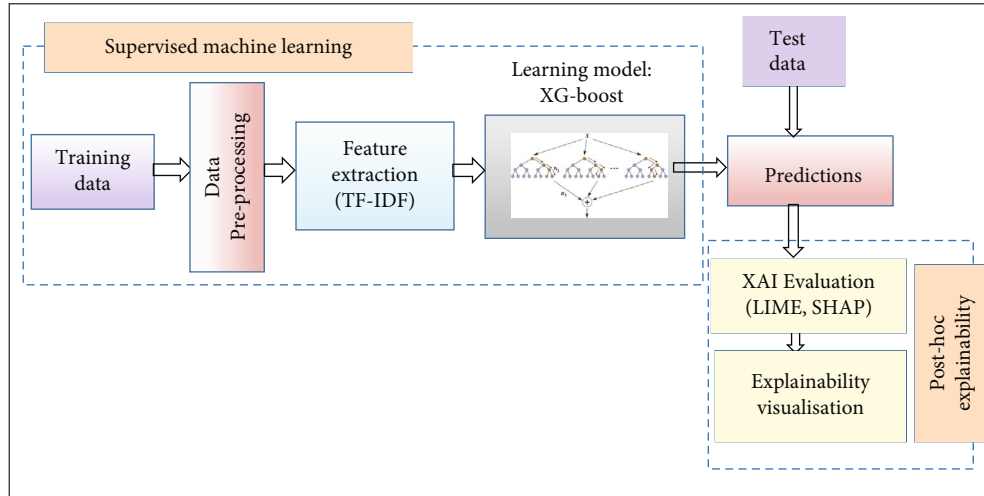 Supervised machine learning
Training
data
Data
Pre-processing
Feature
extraction
(TF-IDF)
Learning model:
XG-boost
X
...
+
Test
data
Predictions
XAI Evaluation
(LIME, SHAP)
Explainability
visualisation
Post-hoc
explainability